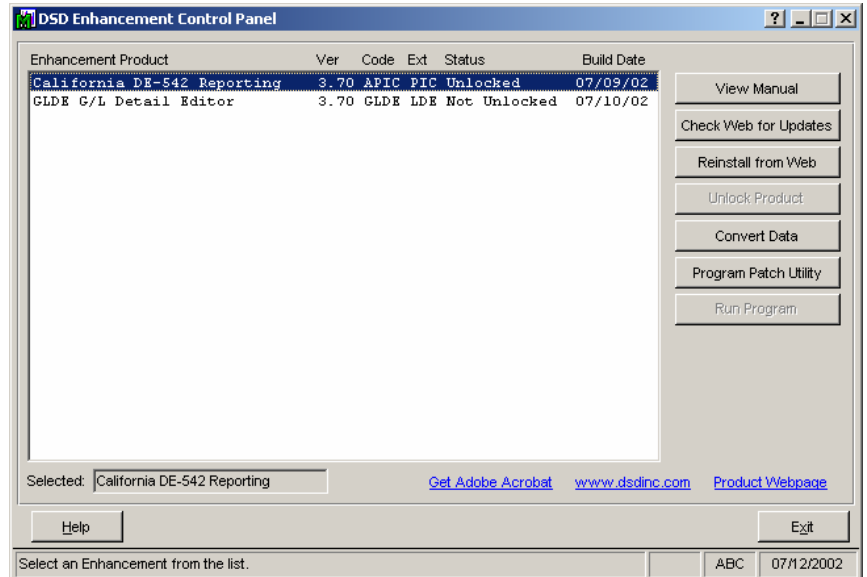 DSD Enhancement Control Panel
Enhancement Product Ver Code Ext Status Build Date
California DE-542 Reporting 3.70 APIC PIC Unlocked 07/09/02
GLDE G/L Detail Editor 3.70 GLDE LDE Not Unlocked 07/10/02
View Manual
Check Web for Updates
Reinstall from Web
Unlock Product
Convert Data
Program Patch Utility
Run Program
Selected: California DE-542 Reporting Get Adobe Acrobat www.dsdinc.com Product Webpage
Help Exit
Select an Enhancement from the list. ABC 07/12/2002